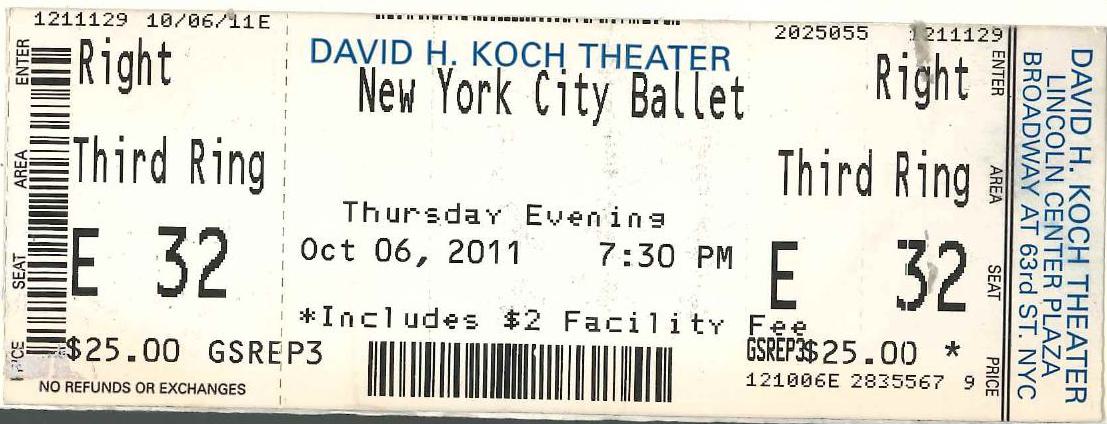 1211129 10/06/11E
ENTER
Right
AREA
Third Ring
SEAT
E 32
PRICE
$25.00 GSREP3
NO REFUNDS OR EXCHANGES
DAVID H. KOCH THEATER
New York City Ballet
Thursday Evening
Oct 06, 2011 7:30 PM
*Includes $2 Facility Fee
2025055 1211129
Right
ENTER
Third Ring
AREA
E 32
SEAT
GSREP3$25.00 *
PRICE
121006E 2835567 9
DAVID H. KOCH THEATER
LINCOLN CENTER PLAZA
BROADWAY AT 63rd ST. NYC